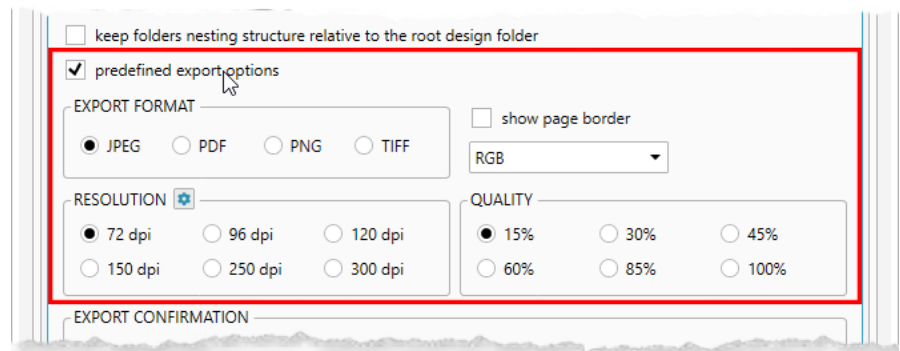 keep folders nesting structure relative to the root design folder
predefined export options
EXPORT FORMAT
JPEG PDF PNG TIFF
show page border
RGB
RESOLUTION
72 dpi 96 dpi 120 dpi
150 dpi 250 dpi 300 dpi
QUALITY
15% 30% 45%
60% 85% 100%
EXPORT CONFIRMATION